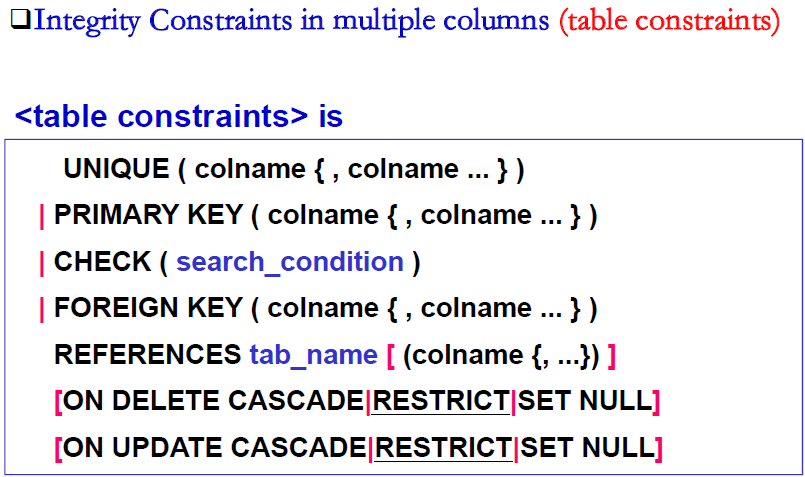 ❑Integrity Constraints in multiple columns (table constraints)
<table constraints> is
UNIQUE ( colname { , colname ... } )
| PRIMARY KEY ( colname { , colname ... } )
| CHECK ( search_condition )
| FOREIGN KEY ( colname { , colname ... } )
REFERENCES tab_name [ (colname {, ...}) ]
[ON DELETE CASCADE|RESTRICT|SET NULL]
[ON UPDATE CASCADE|RESTRICT|SET NULL]